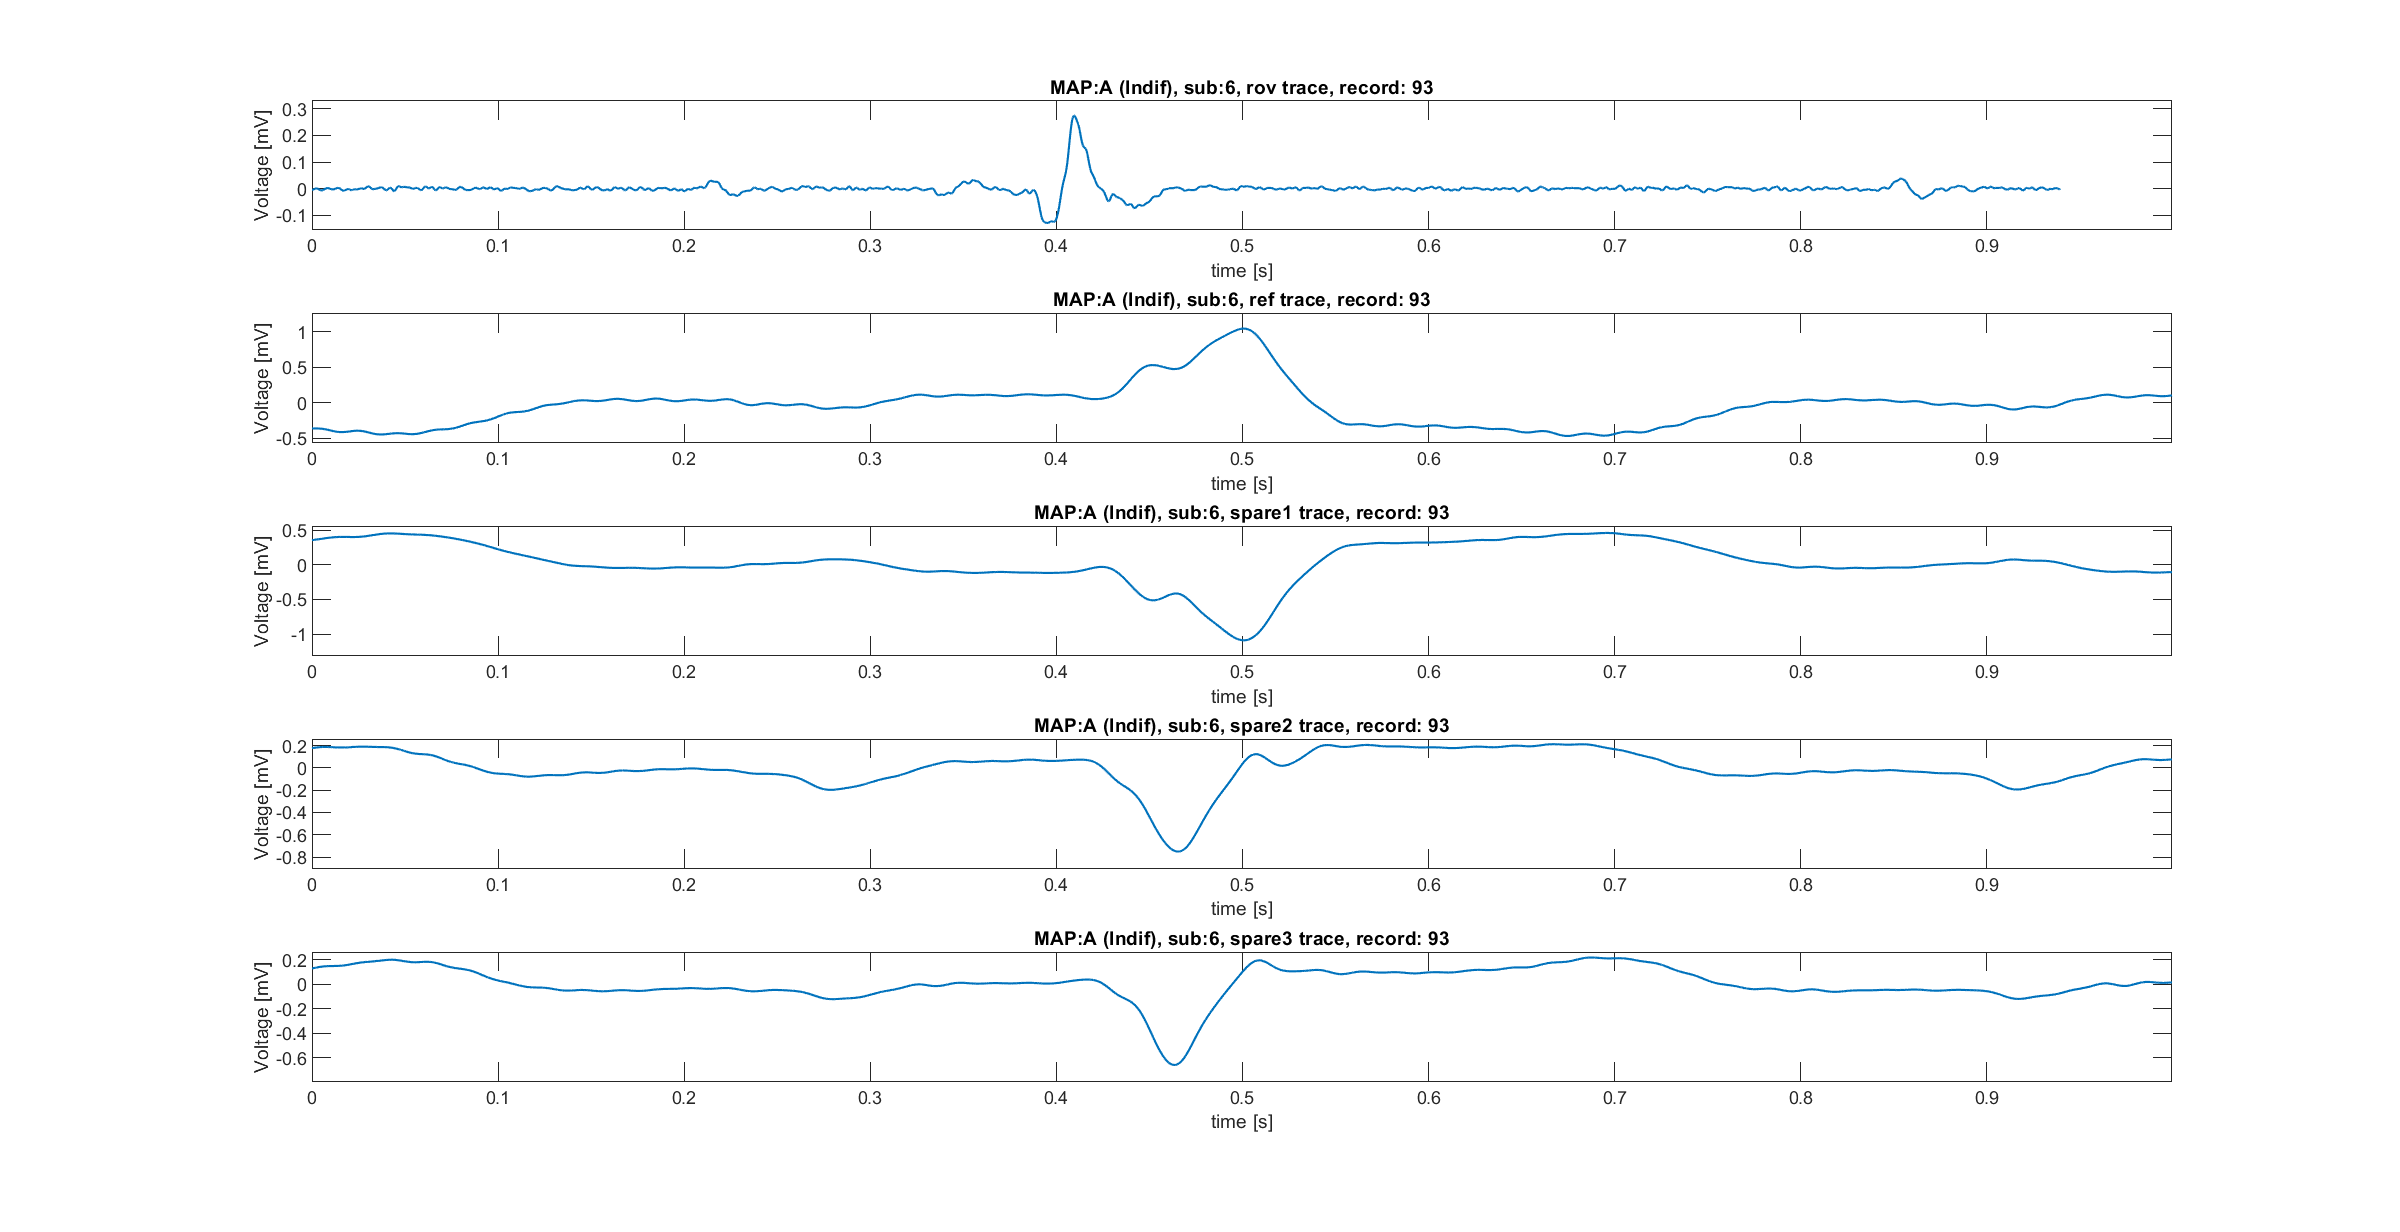 MAP:A (Indif), sub:6, rov trace, record: 93
Voltage [mV]
0.3
0.2
0.1
0
-0.1
0 0.1 0.2 0.3 0.4 0.5 0.6 0.7 0.8 0.9
time [s]
MAP:A (Indif), sub:6, ref trace, record: 93
Voltage [mV]
1
0.5
0
-0.5
0 0.1 0.2 0.3 0.4 0.5 0.6 0.7 0.8 0.9
time [s]
MAP:A (Indif), sub:6, spare1 trace, record: 93
Voltage [mV]
0.5
0
-0.5
-1
0 0.1 0.2 0.3 0.4 0.5 0.6 0.7 0.8 0.9
time [s]
MAP:A (Indif), sub:6, spare2 trace, record: 93
Voltage [mV]
0.2
0
-0.2
-0.4
-0.6
-0.8
0 0.1 0.2 0.3 0.4 0.5 0.6 0.7 0.8 0.9
time [s]
MAP:A (Indif), sub:6, spare3 trace, record: 93
Voltage [mV]
0.2
0
-0.2
-0.4
-0.6
0 0.1 0.2 0.3 0.4 0.5 0.6 0.7 0.8 0.9
time [s]